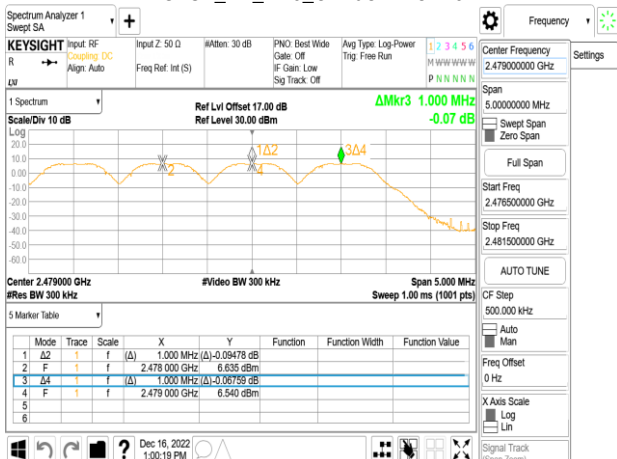 Spectrum Analyzer 1
Swept SA
Frequency
KEYSIGHT
R
Input: RF
Coupling: DC
Align: Auto
Input Z: 50 Ω
Freq Ref: Int (S)
#Atten: 30 dB
PNO: Best Wide
Gate: Off
IF Gain: Low
Sig Track: Off
Avg Type: Log-Power
Trig: Free Run
1 2 3 4 5 6
M W W W W W
P N N N N N
1 Spectrum
Scale/Div 10 dB
Ref Lvl Offset 17.00 dB
Ref Level 30.00 dBm
ΔMkr3 1.000 MHz
-0.07 dB
Log
20.0
10.0
0.00
-10.0
-20.0
-30.0
-40.0
-50.0
-60.0
2
1Δ2
4
3Δ4
Center 2.479000 GHz
#Res BW 300 kHz
#Video BW 300 kHz
Span 5.000 MHz
Sweep 1.00 ms (1001 pts)
5 Marker Table
Mode Trace Scale X Y Function Function Width Function Value
1 Δ2 1 f (Δ) 1.000 MHz (Δ) -0.09478 dB
2 F 1 f 2.478 000 GHz 6.635 dBm
3 Δ4 1 f (Δ) 1.000 MHz (Δ) -0.06759 dB
4 F 1 f 2.479 000 GHz 6.540 dBm
5
6
Dec 16, 2022
1:00:19 PM
Center Frequency
2.479000000 GHz
Span
5.00000000 MHz
Swept Span
Zero Span
Full Span
Start Freq
2.476500000 GHz
Stop Freq
2.481500000 GHz
AUTO TUNE
CF Step
500.000 kHz
Auto
Man
Freq Offset
0 Hz
X Axis Scale
Log
Lin
Signal Track
Settings